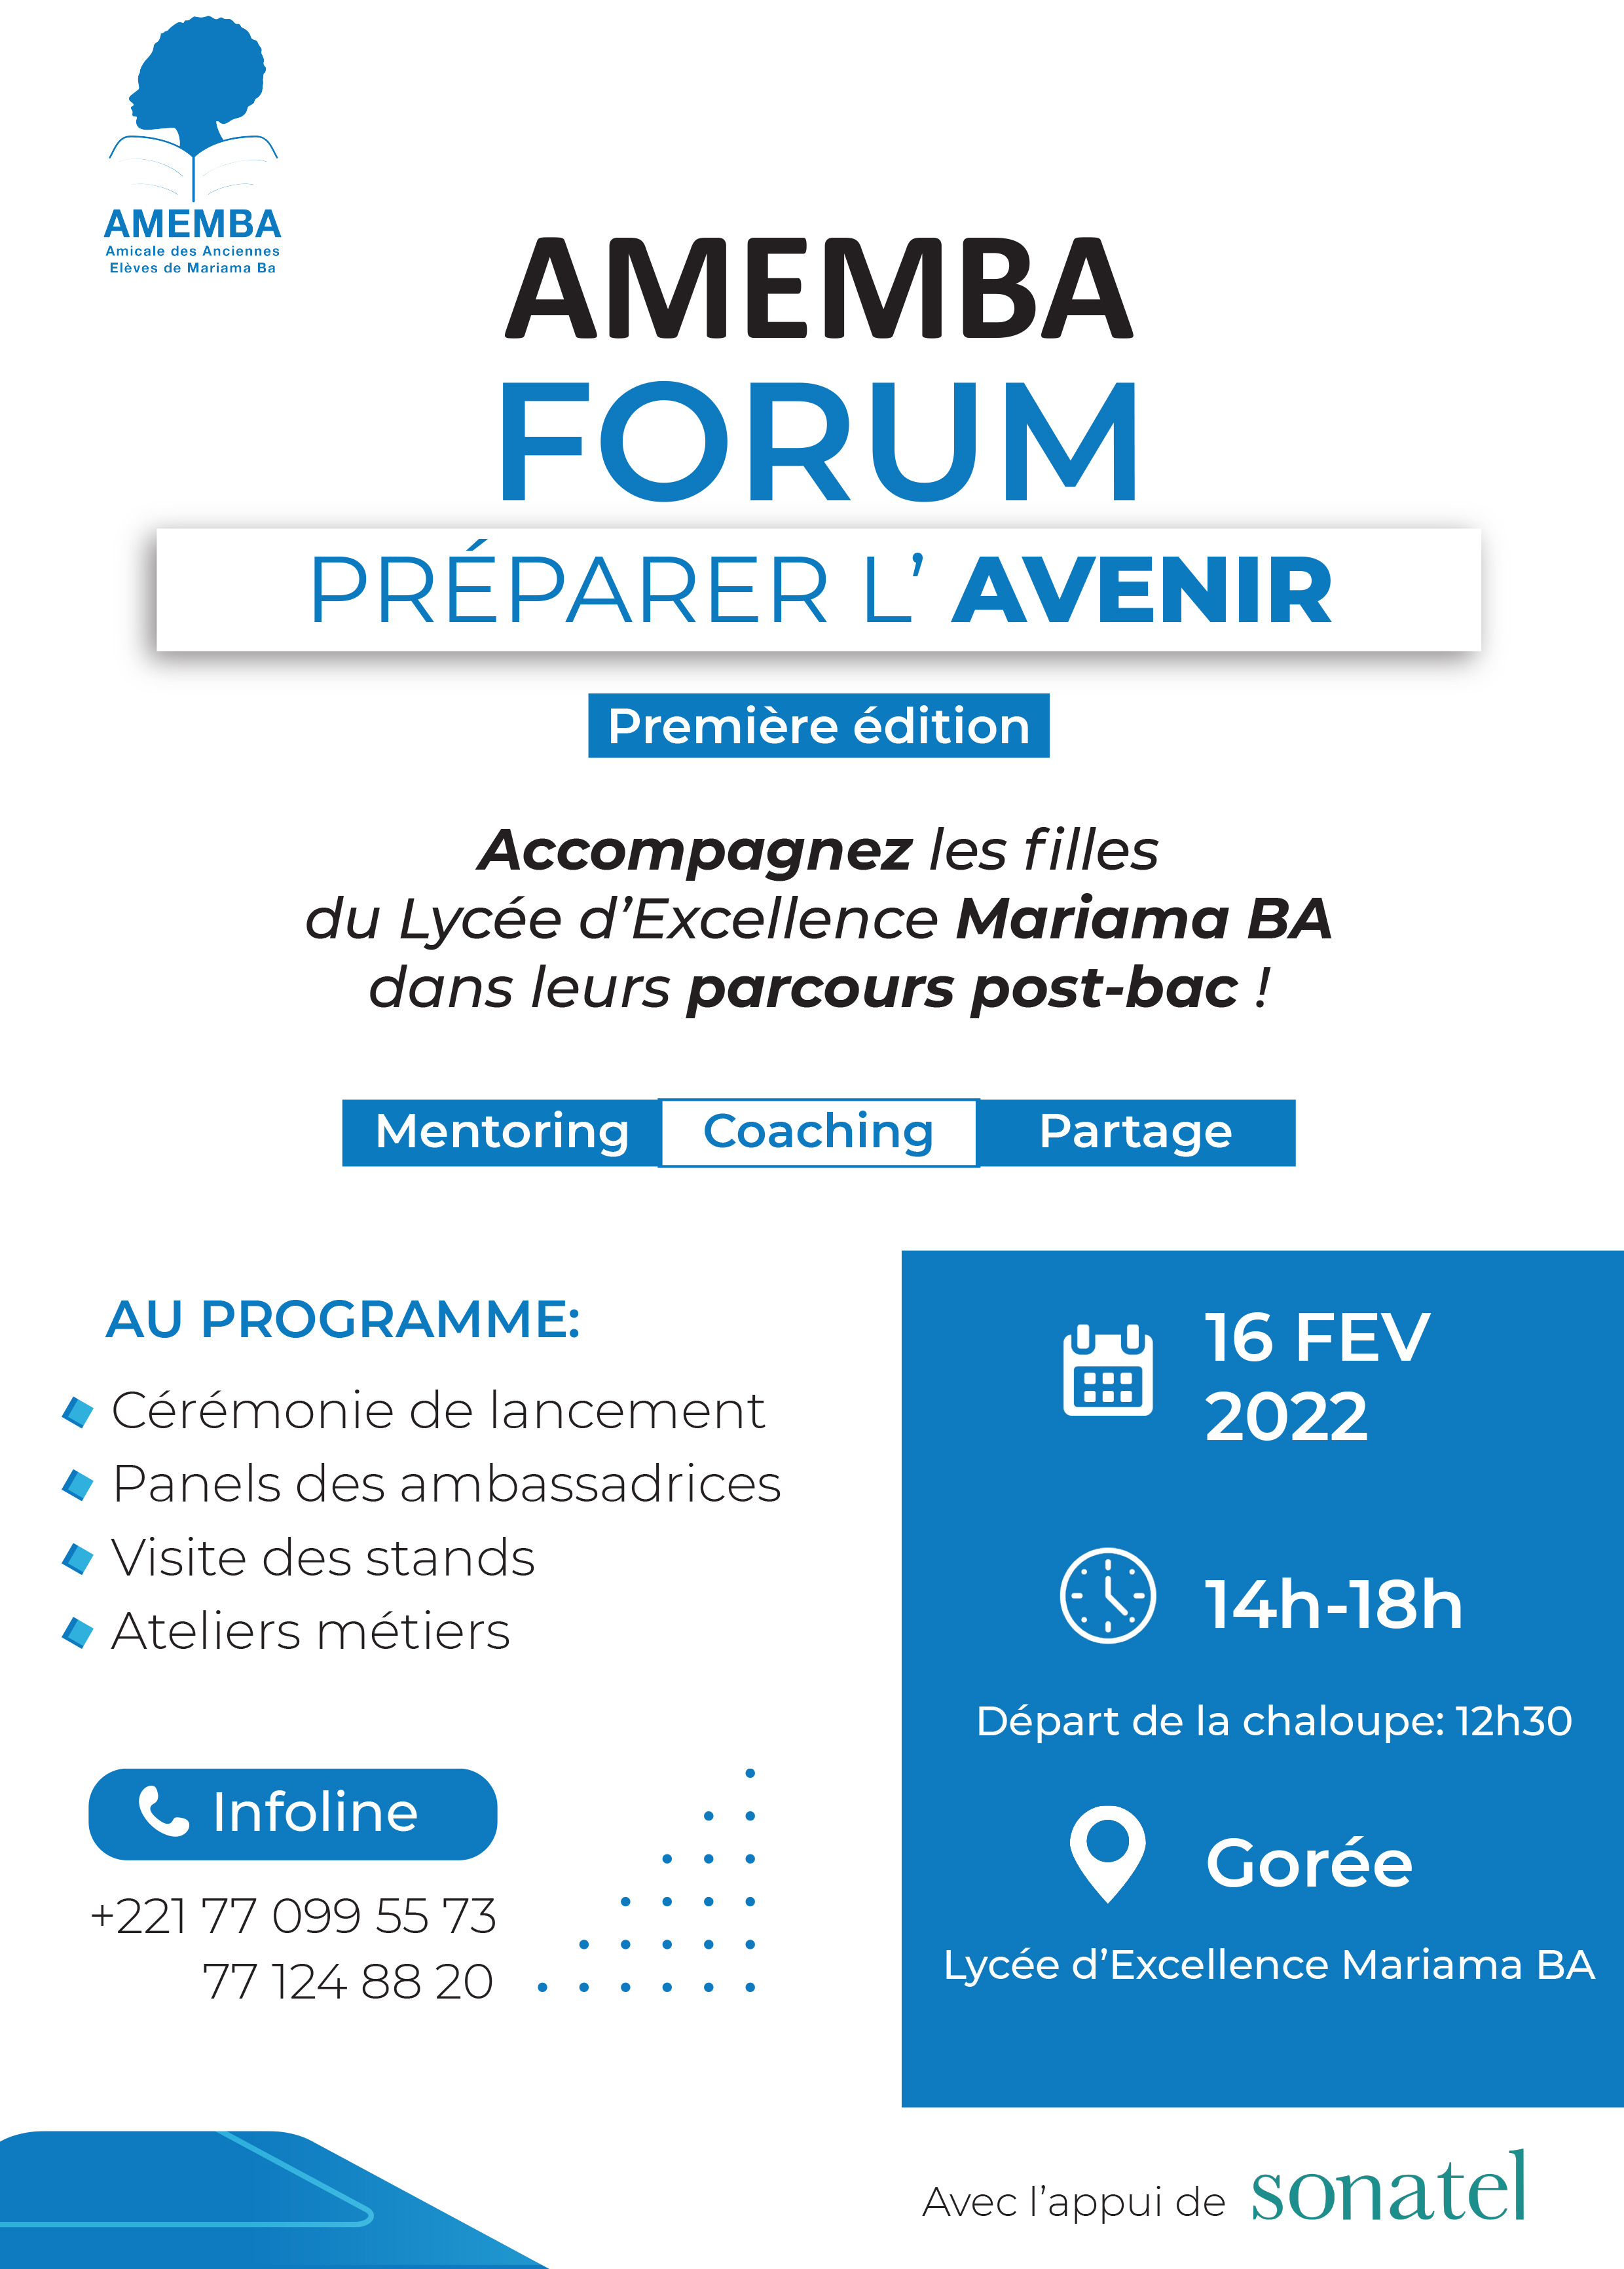 AMEMBA
Amicale des Anciennes
Elèves de Mariama Ba
AMEMBA
FORUM
PRÉPARER L’ AVENIR
Première édition
Accompagnez les filles
du Lycée d’Excellence Mariama BA
dans leurs parcours post-bac !
Mentoring Coaching Partage
AU PROGRAMME:
Cérémonie de lancement
Panels des ambassadrices
Visite des stands
Ateliers métiers
Infoline
+221 77 099 55 73
77 124 88 20
16 FEV
2022
14h-18h
Départ de la chaloupe: 12h30
Gorée
Lycée d’Excellence Mariama BA
Avec l’appui de sonatel